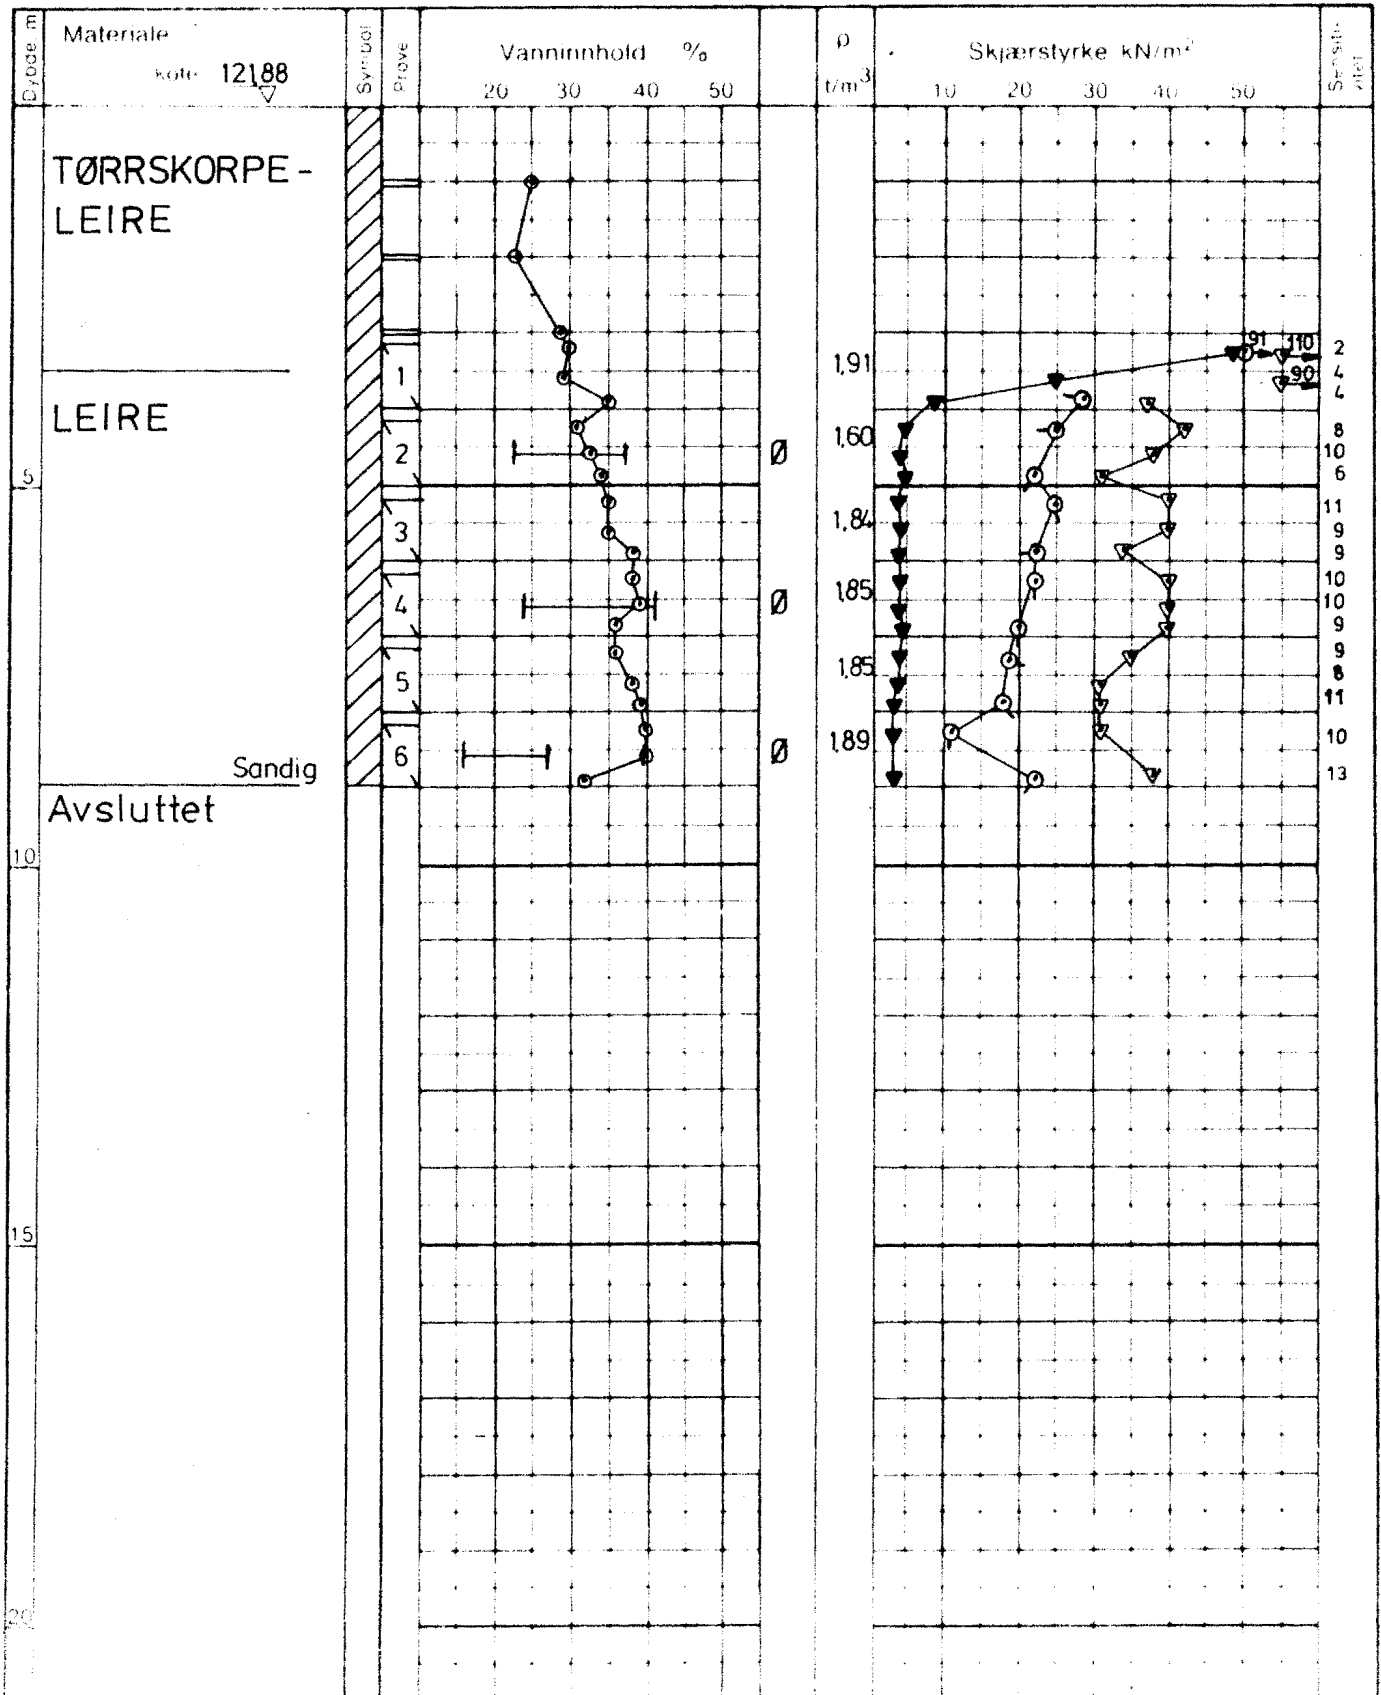 Dybde, m
Materiale
kote 12188
Symbol
Prøve
Vanninnhold %
20 30 40 50
ρ
t/m³
Skjærstyrke kN/m²
10 20 30 40 50
TØRRSKORPE-
LEIRE
91 110 2
1,91
1
4
90 4
LEIRE
1,60 8
2 Ø 10
5 6
11
3 1,84 9
9
1,85 10
4 Ø 10
9
9
5 1,85 8
11
6 Ø 1,89 10
Sandig 13
Avsluttet
10
15
20